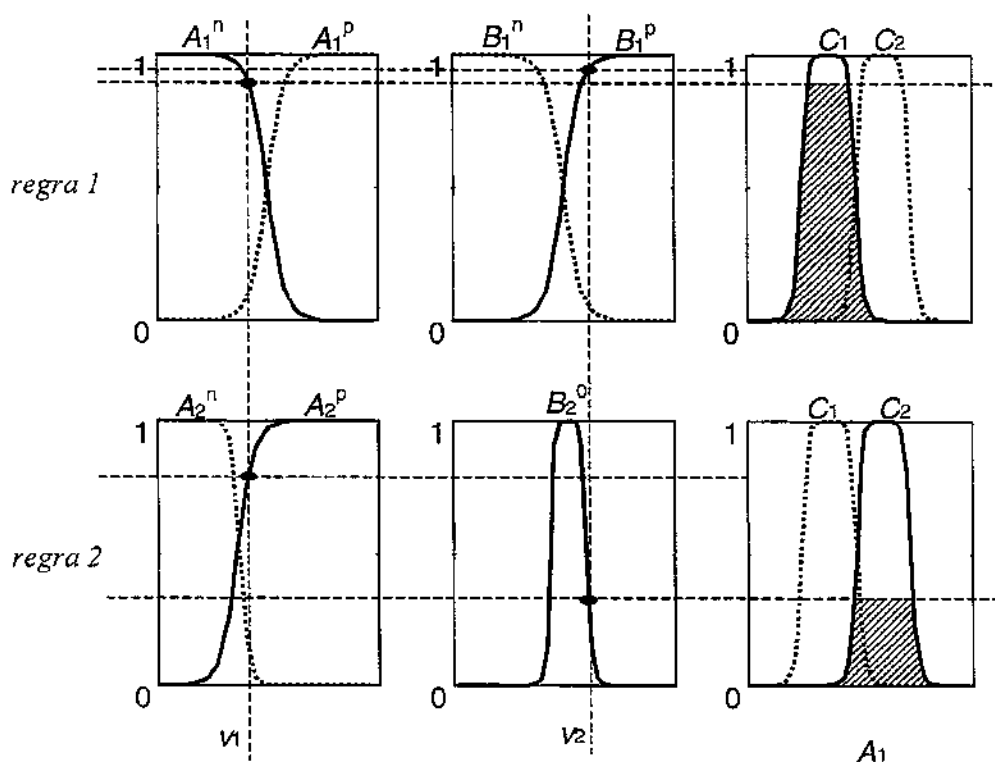 A₁ⁿ A₁ᵖ B₁ⁿ B₁ᵖ C₁ C₂
1 1 1
regra 1
0 0 0
A₂ⁿ A₂ᵖ B₂⁰ C₁ C₂
1 1 1
regra 2
0 0 0
v₁ v₂ A₁